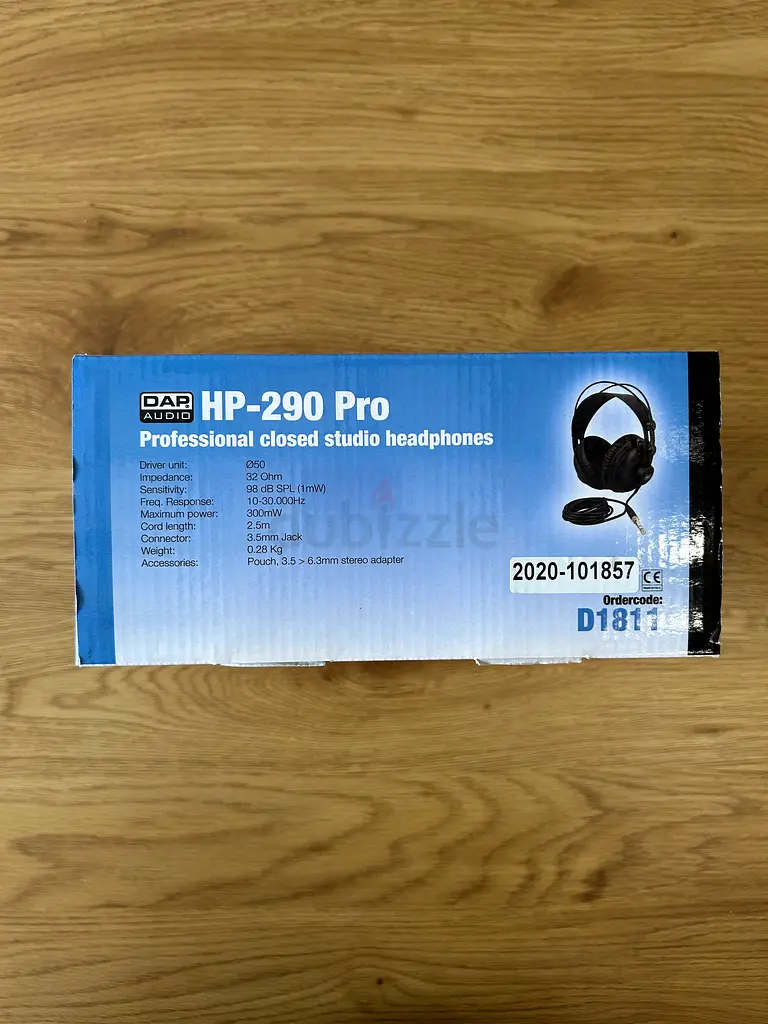 DAP AUDIO HP-290 Pro
Professional closed studio headphones
Driver unit: Ø50
Impedance: 32 Ohm
Sensitivity: 98 dB SPL (1mW)
Freq. Response: 10-30.000Hz
Maximum power: 300mW
Cord length: 2.5m
Connector: 3.5mm Jack
Weight: 0.28 Kg
Accessories: Pouch, 3.5 > 6.3mm stereo adapter
dubizzle
2020-101857 CE
Ordercode:
D1811